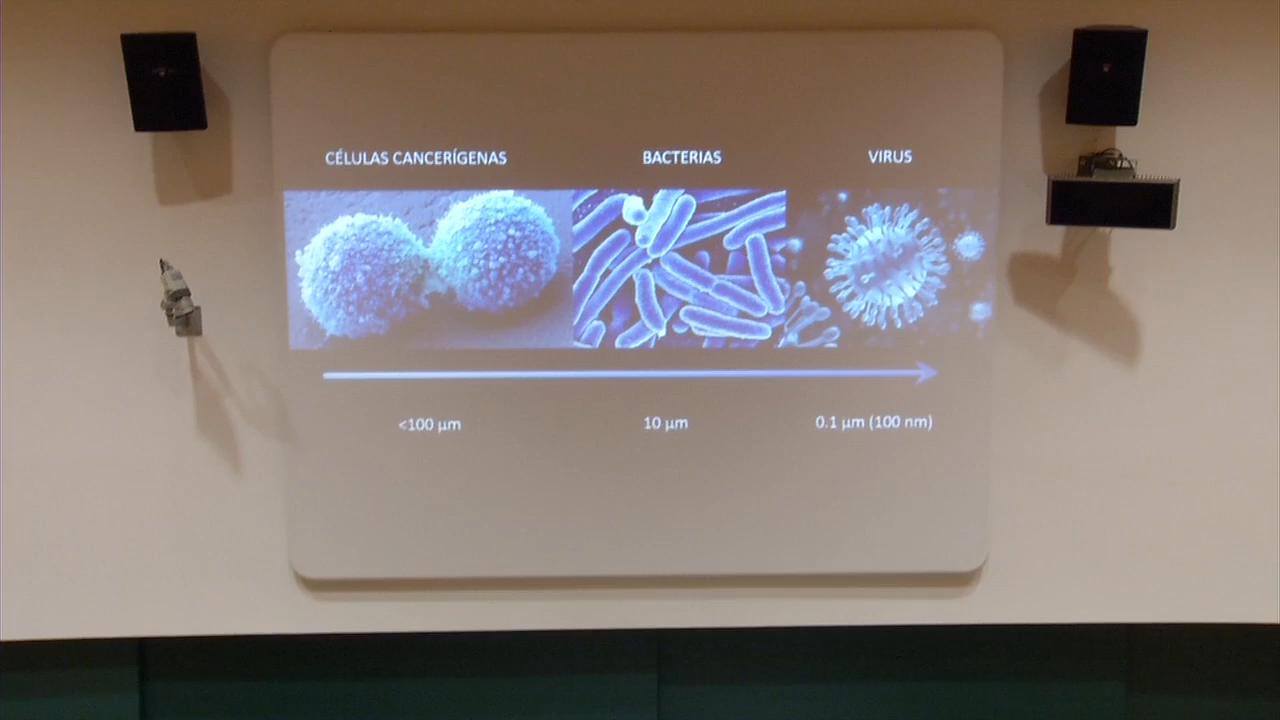 CÉLULAS CANCERÍGENAS
BACTERIAS
VIRUS
<100 µm
10 µm
0.1 µm (100 nm)